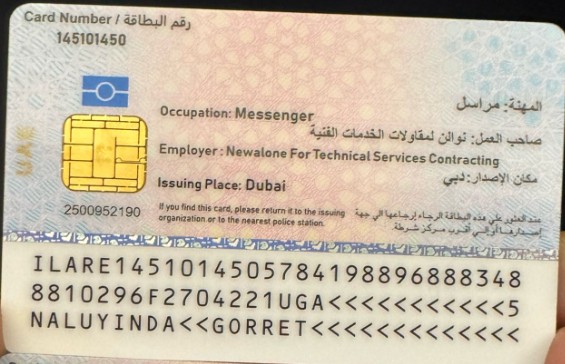 Card Number / رقم البطاقة
145101450
المهنة: مراسل
Occupation: Messenger
صاحب العمل: نوالن لمقاولات الخدمات الفنية
Employer : Newalone For Technical Services Contracting
مكان الإصدار: دبي
Issuing Place: Dubai
If you find this card, please return it to the issuing
organization or to the nearest police station.
عند العثور على هذه البطاقة الرجاء إرجاعها الى جهة
إصدارها أو إلى أقرب مركز شرطة
2500952190
UAE
ILARE1451014505784198896888348
8810296F2704221UGA<<<<<<<<<<<5
NALUYINDA<<GORRET<<<<<<<<<<<<<